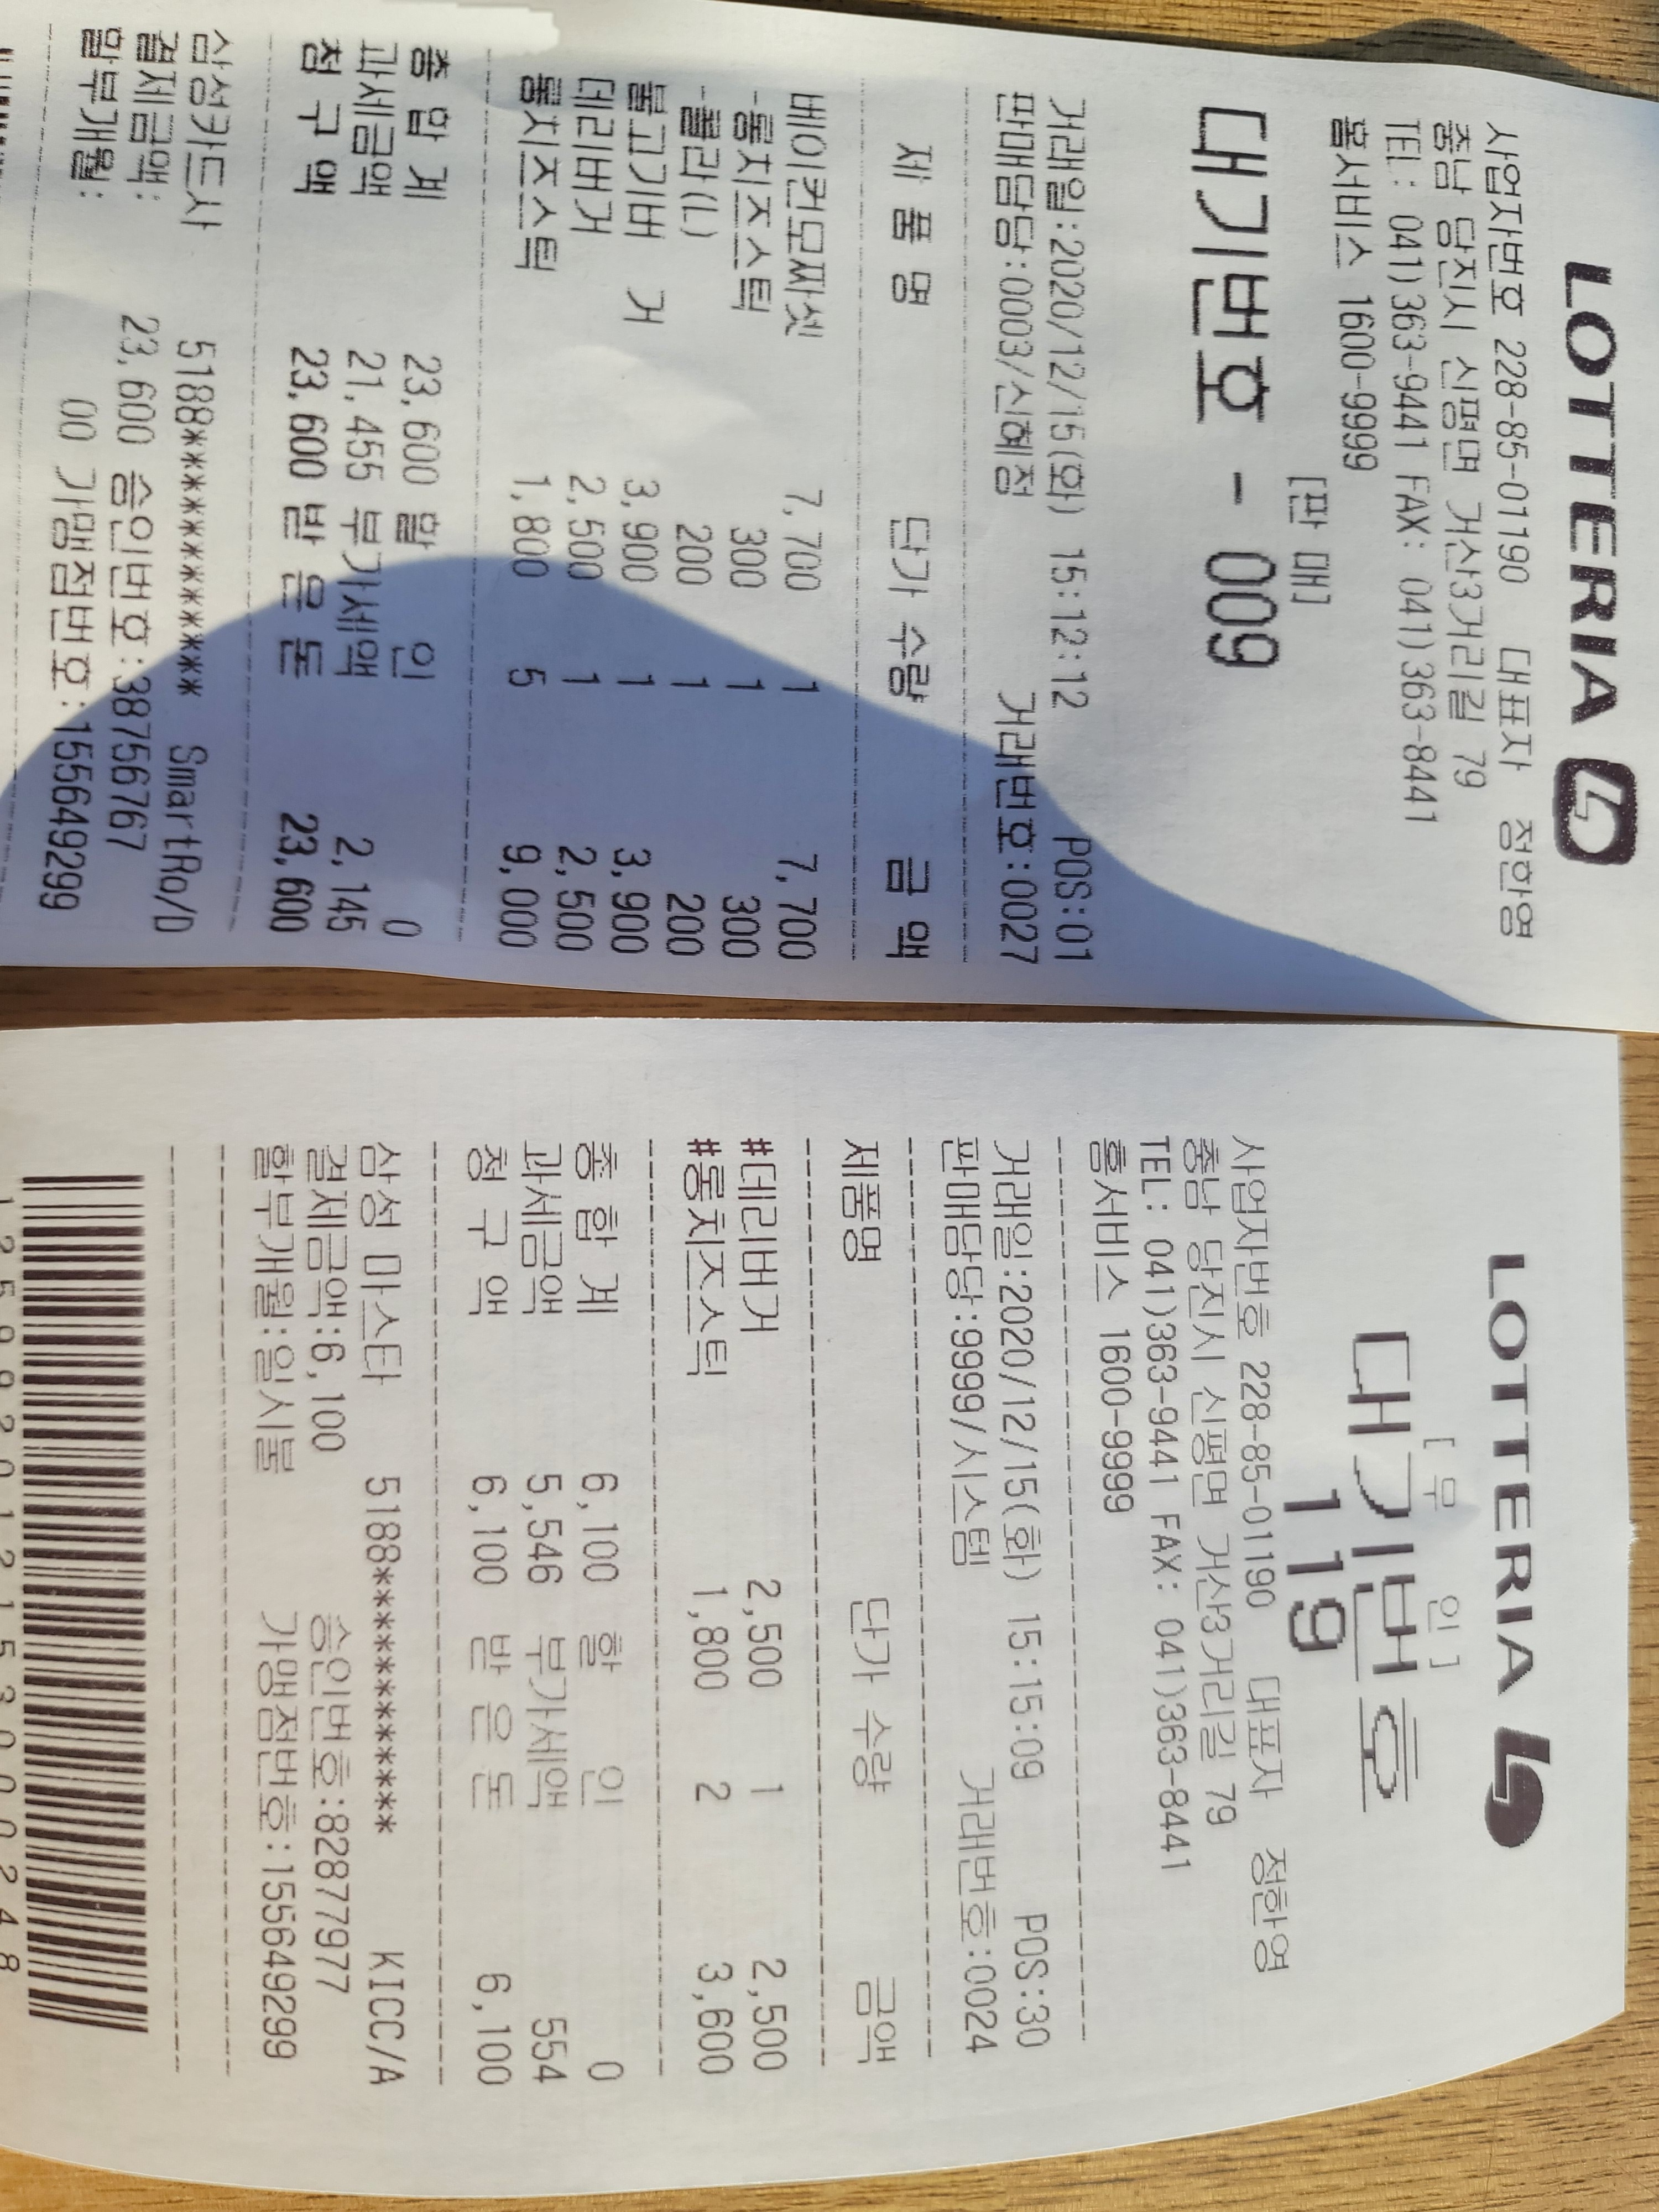 LOTTERIA
사업자번호 228-85-01190 대표자 정한영
충남 당진시 신평면 거산3거리길 79
TEL: 041)363-9441 FAX: 041)363-8441
홈서비스 1600-9999
[판 매]
대기번호 - 009
거래일:2020/12/15(화) 15:12:12 POS:01
판매담당:0003/신혜정 거래번호:0027
제 품 명 단가 수량 금 액
베이컨모짜셋 7,700 1 7,700
-롱치즈스틱 300 1 300
-콜라(L) 200 1 200
불고기버 거 3,900 1 3,900
데리버거 2,500 1 2,500
롱치즈스틱 1,800 5 9,000
총 합 계 23,600 할 인 0
과세금액 21,455 부가세액 2,145
청 구 액 23,600 받 은 돈 23,600
삼성카드사 5188************ SmartRo/D
결제금액: 23,600 승인번호:38756767
할부개월: 00 가맹점번호:155649299
LOTTERIA
[ 무 인 ]
대기번호
119
사업자번호 228-85-01190 대표자 정한영
충남 당진시 신평면 거산3거리길 79
TEL: 041)363-9441 FAX: 041)363-8441
홈서비스 1600-9999
거래일:2020/12/15(화) 15:15:09 POS:30
판매담당:9999/시스템 거래번호:0024
제품명 단가 수량 금액
#데리버거 2,500 1 2,500
#롱치즈스틱 1,800 2 3,600
총 합 계 6,100 할 인 0
과세금액 5,546 부가세액 554
청 구 액 6,100 받 은 돈 6,100
삼성 마스타 5188************ KICC/A
결제금액:6,100 승인번호:82877977
할부개월:일시불 가맹점번호:155649299